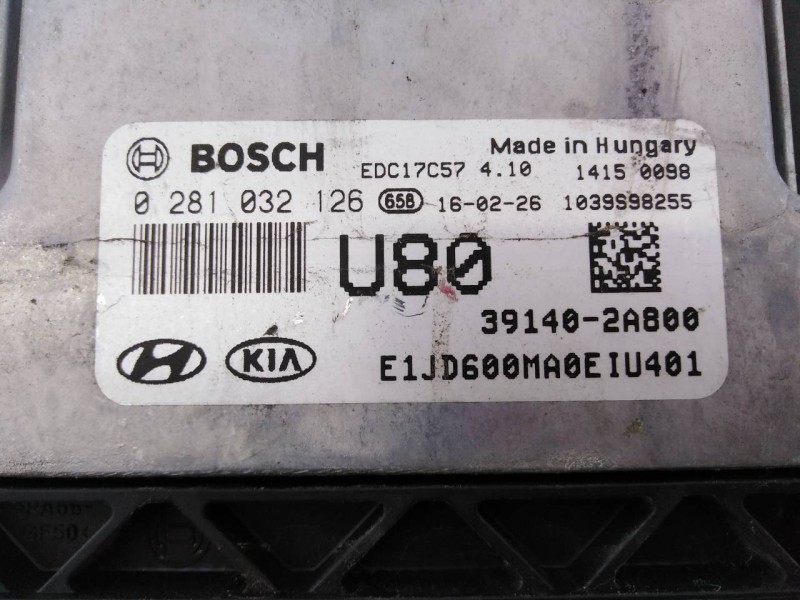 BOSCH
EDC17C57 4.10
Made in Hungary
1415 0098
0 281 032 126 658 16-02-26 1039S98255
U80
39140-2A800
KIA
E1JD600MA0EIU401